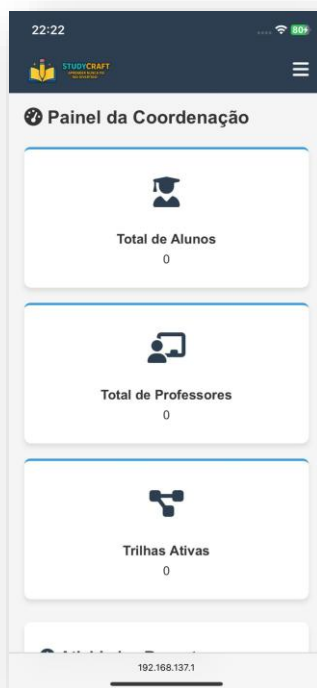 22:22
80
STUDYCRAFT
Painel da Coordenação
Total de Alunos
0
Total de Professores
0
Trilhas Ativas
0
192.168.137.1